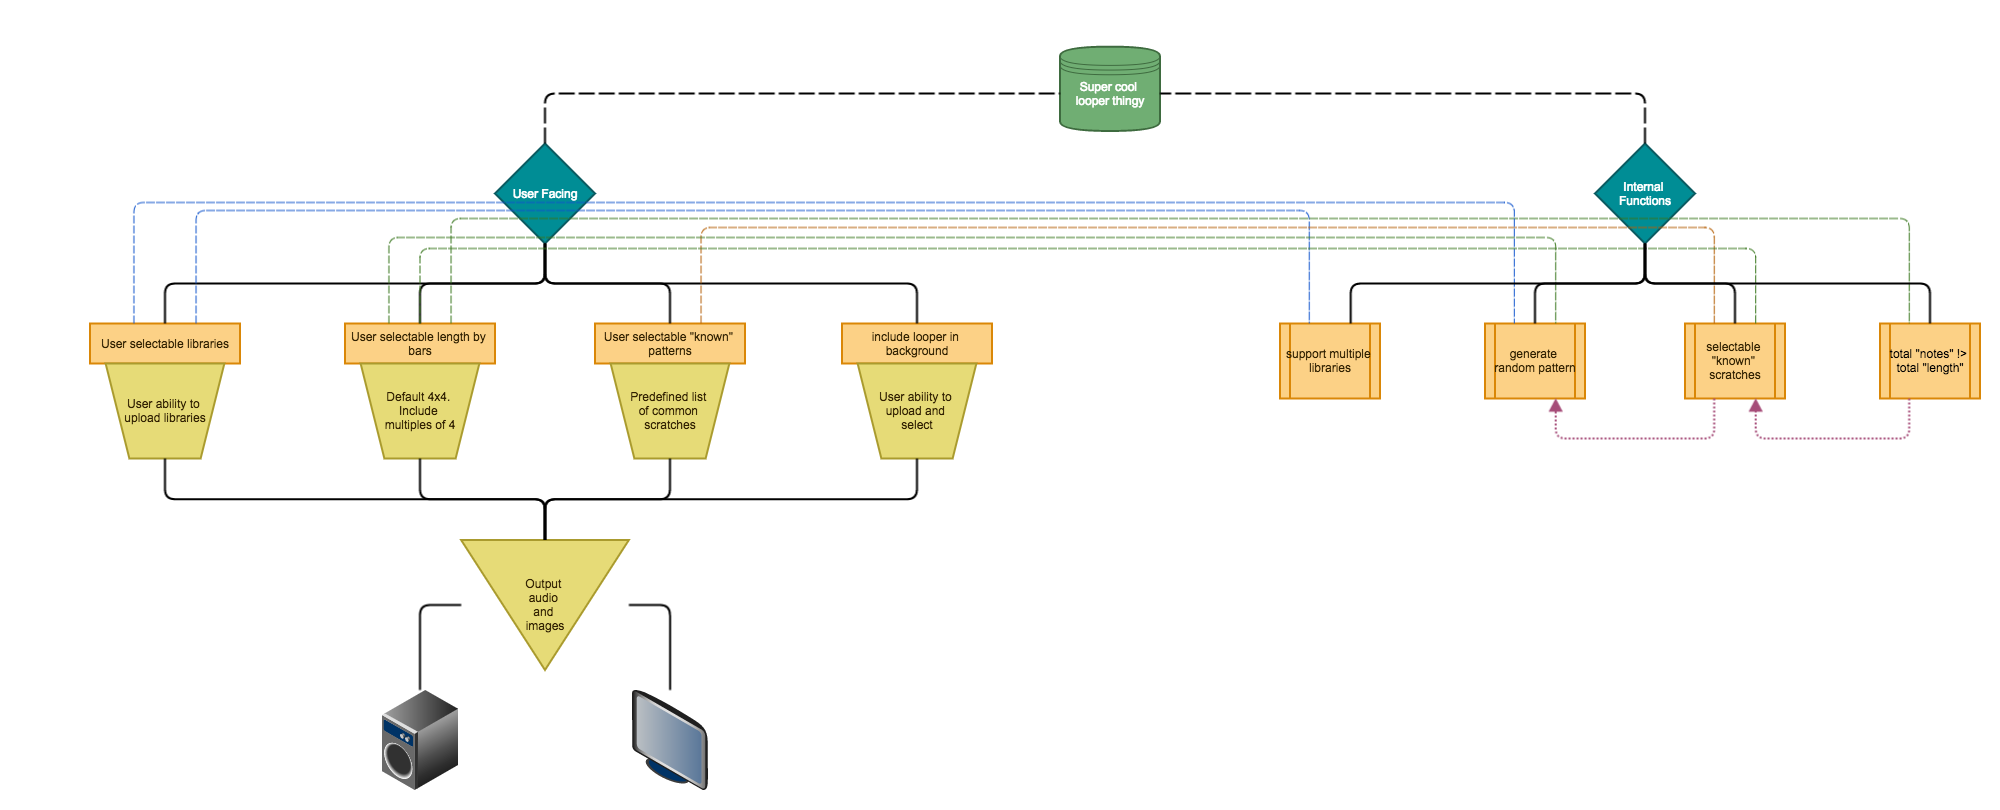 Super cool
looper thingy
User Facing
Internal
Functions
User selectable libraries
User selectable length by
bars
User selectable "known"
patterns
include looper in
background
support multiple
libraries
generate
random pattern
selectable
"known"
scratches
total "notes" !>
total "length"
User ability to
upload libraries
Default 4x4.
Include
multiples of 4
Predefined list
of common
scratches
User ability to
upload and
select
Output
audio
and
images